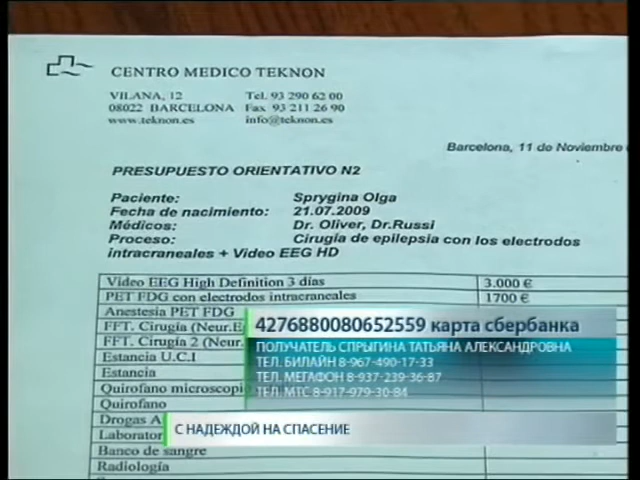 CENTRO MEDICO TEKNON
VILANA, 12 Tel. 93 290 62 00
08022 BARCELONA Fax 93 211 26 90
www.teknon.es info@teknon.es
Barcelona, 11 de Noviembre
PRESUPUESTO ORIENTATIVO N2
Paciente: Sprygina Olga
Fecha de nacimiento: 21.07.2009
Médicos: Dr. Oliver, Dr.Russi
Proceso: Cirugía de epilepsia con los electrodos
intracraneales + Video EEG HD
Video EEG High Definition 3 días 3.000 €
PET FDG con electrodos intracraneales 1700 €
Anestesia PET FDG
FFT. Cirugía (Neur.E
FFT. Cirugía 2 (Neur.
Estancia U.C.I
Estancia
Quirofano microscopi
Quirofano
Drogas A
Laborator
Banco de sangre
Radiología
4276880080652559 карта сбербанка
ПОЛУЧАТЕЛЬ СПРЫГИНА ТАТЬЯНА АЛЕКСАНДРОВНА
ТЕЛ. БИЛАЙН 8-967-490-17-33
ТЕЛ. МЕГАФОН 8-937-239-36-87
ТЕЛ. МТС 8-917-979-30-84
С НАДЕЖДОЙ НА СПАСЕНИЕ